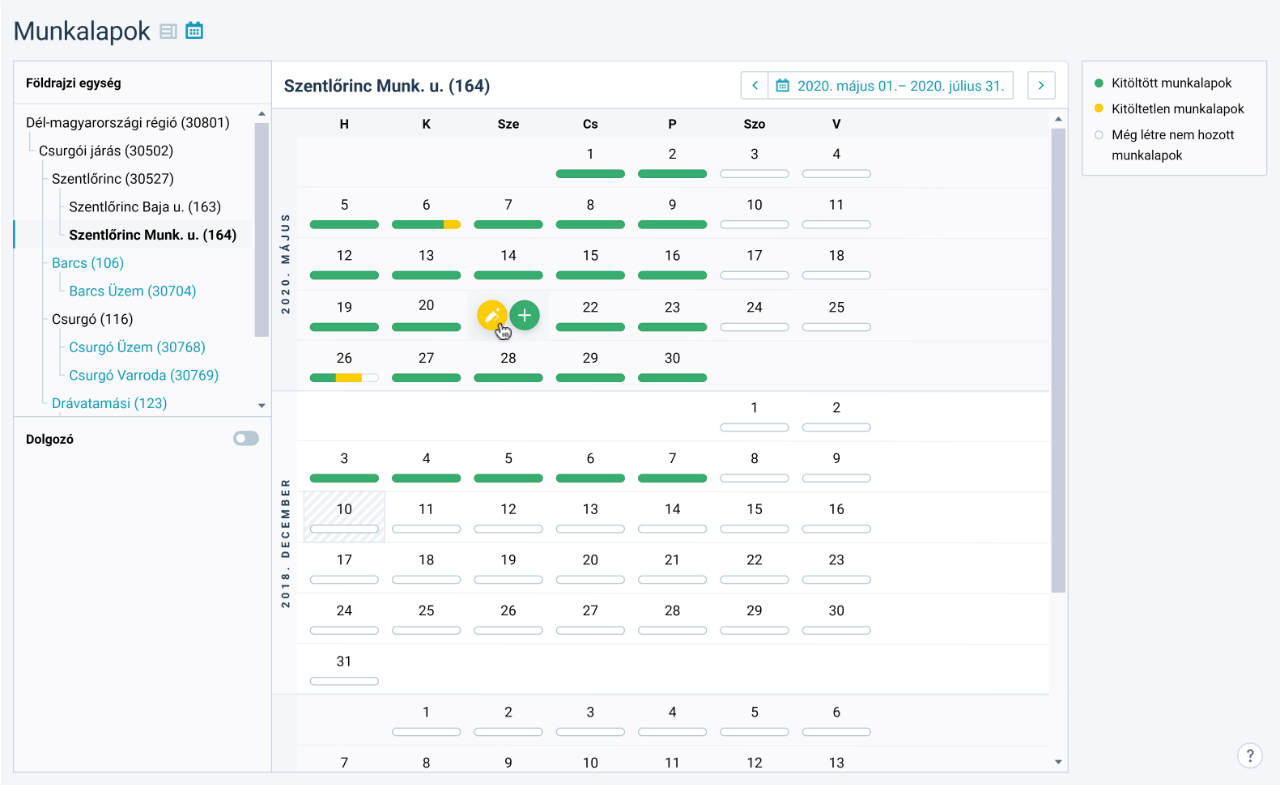 Munkalapok
Földrajzi egység
Dél-magyarországi régió (30801)
Csurgói járás (30502)
Szentlőrinc (30527)
Szentlőrinc Baja u. (163)
Szentlőrinc Munk. u. (164)
Barcs (106)
Barcs Üzem (30704)
Csurgó (116)
Csurgó Üzem (30768)
Csurgó Varroda (30769)
Drávatamási (123)
Dolgozó
Szentlőrinc Munk. u. (164)
2020. május 01.– 2020. július 31.
H K Sze Cs P Szo V
2020. MÁJUS
1 2 3 4
5 6 7 8 9 10 11
12 13 14 15 16 17 18
19 20 22 23 24 25
26 27 28 29 30
2018. DECEMBER
1 2
3 4 5 6 7 8 9
10 11 12 13 14 15 16
17 18 19 20 21 22 23
24 25 26 27 28 29 30
31
1 2 3 4 5 6
7 8 9 10 11 12 13
Kitöltött munkalapok
Kitöltetlen munkalapok
Még létre nem hozott
munkalapok
?